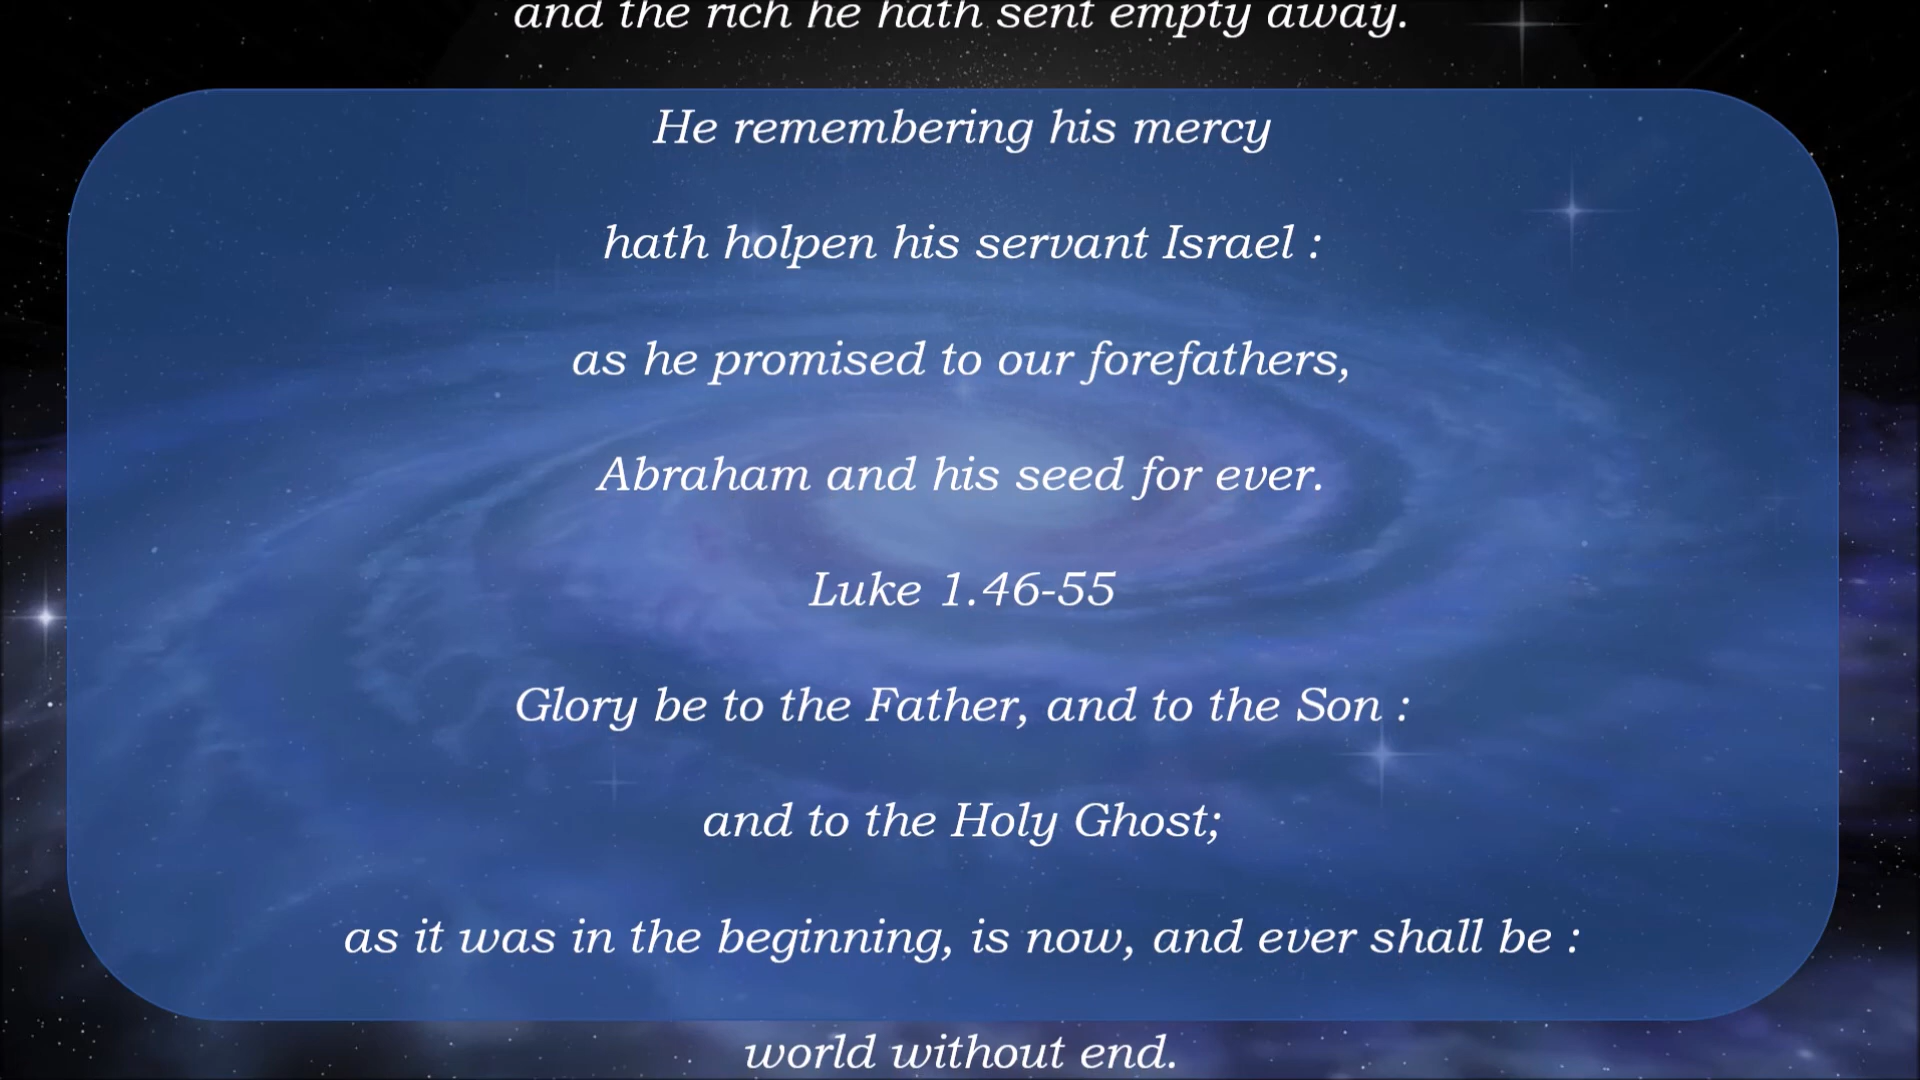 and the rich he hath sent empty away.
He remembering his mercy
hath holpen his servant Israel :
as he promised to our forefathers,
Abraham and his seed for ever.
Luke 1.46-55
Glory be to the Father, and to the Son :
and to the Holy Ghost;
as it was in the beginning, is now, and ever shall be :
world without end.